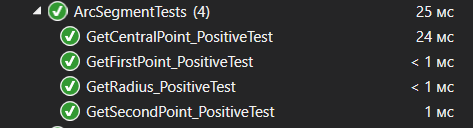 ArcSegmentTests (4) 25 мс
GetCentralPoint_PositiveTest 24 мс
GetFirstPoint_PositiveTest < 1 мс
GetRadius_PositiveTest < 1 мс
GetSecondPoint_PositiveTest 1 мс